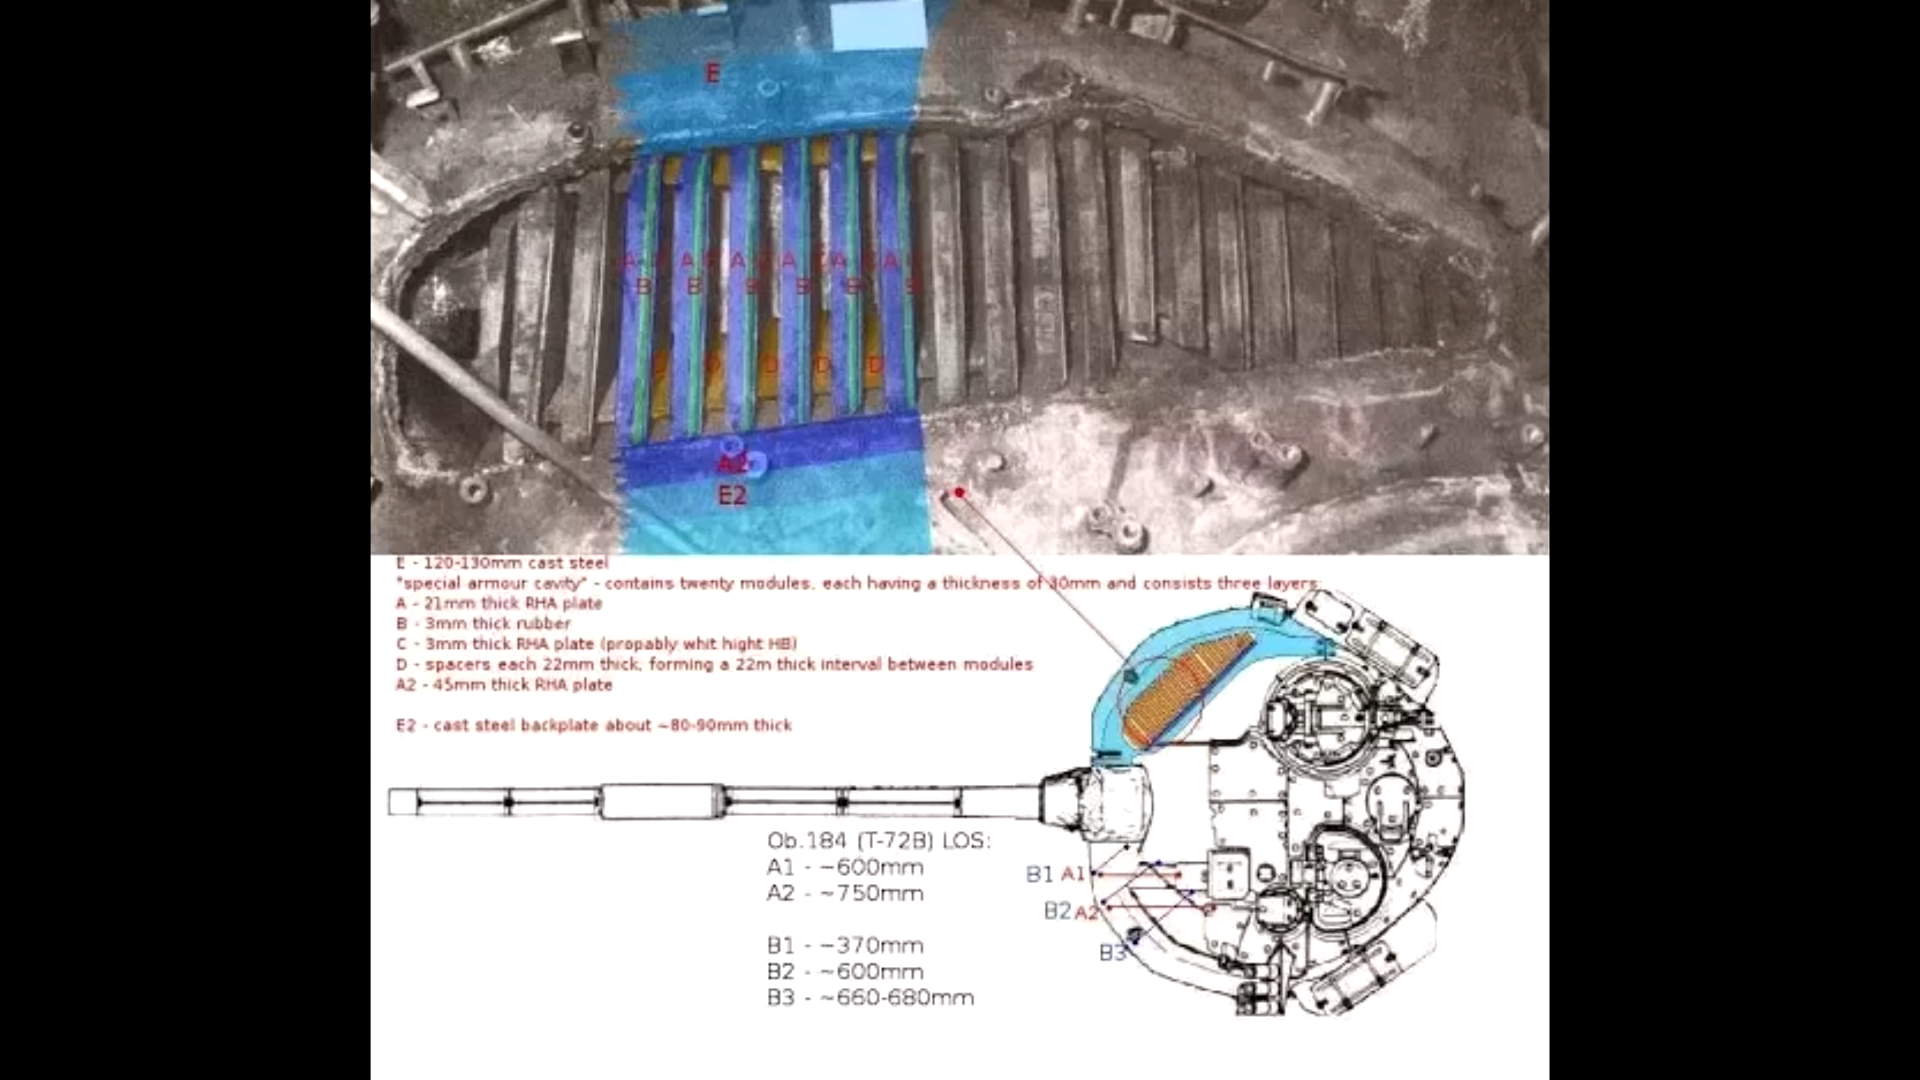 E
A A A A A A
B B B B B B
D D D D D
A2
E2
E - 120-130mm cast steel
"special armour cavity" - contains twenty modules, each having a thickness of 30mm and consists three layers:
A - 21mm thick RHA plate
B - 3mm thick rubber
C - 3mm thick RHA plate (propably whit hight HB)
D - spacers each 22mm thick, forming a 22m thick interval between modules
A2 - 45mm thick RHA plate
E2 - cast steel backplate about ~80-90mm thick
Ob.184 (T-72B) LOS:
A1 - ~600mm
A2 - ~750mm
B1 - ~370mm
B2 - ~600mm
B3 - ~660-680mm
B1 A1
B2 A2
B3